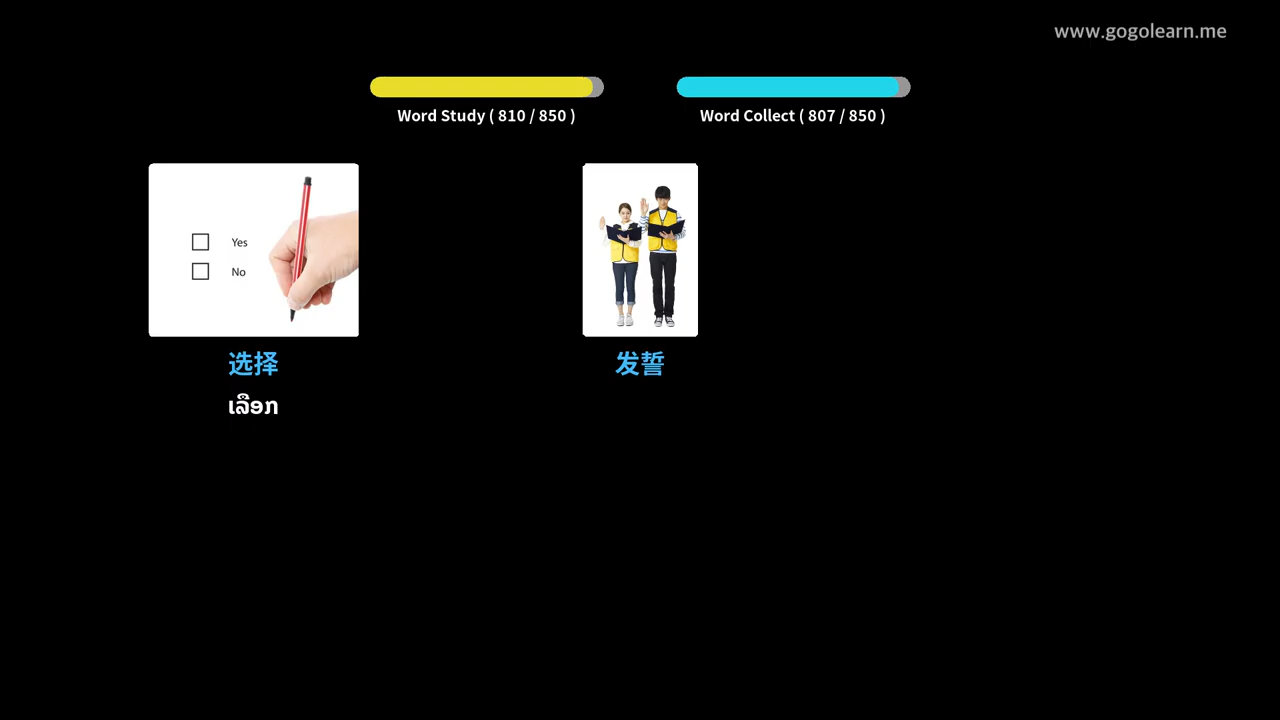 www.gogolearn.me
Word Study ( 810 / 850 )
Word Collect ( 807 / 850 )
Yes
No
选择
发誓
ເລືອກ